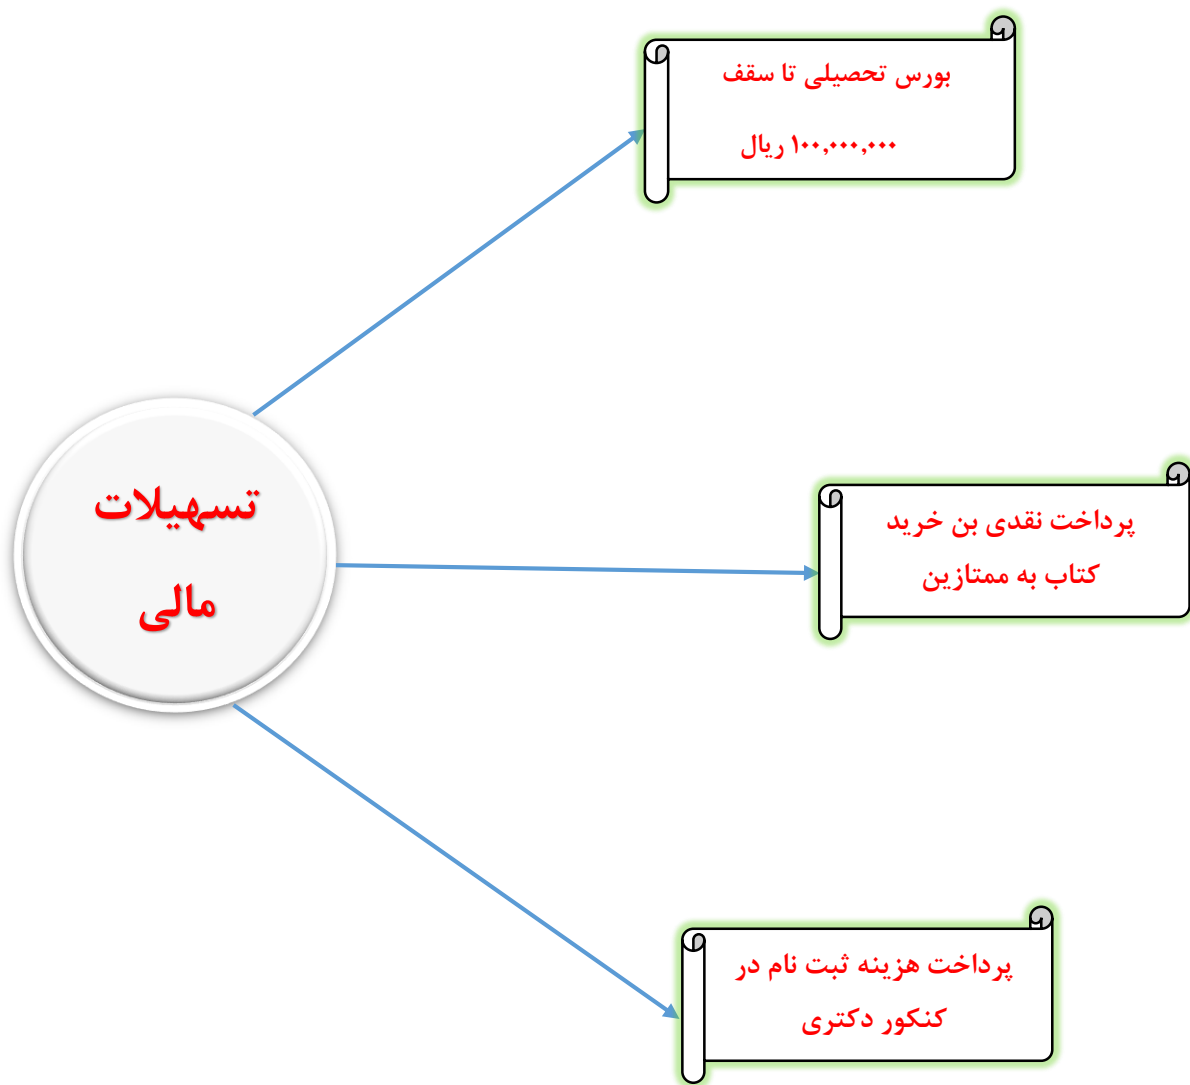 بورس تحصیلی تا سقف
۱۰۰,۰۰۰,۰۰۰ ریال
تسهیلات
مالی
پرداخت نقدی بن خرید
کتاب به ممتازین
پرداخت هزینه ثبت نام در
کنکور دکتری